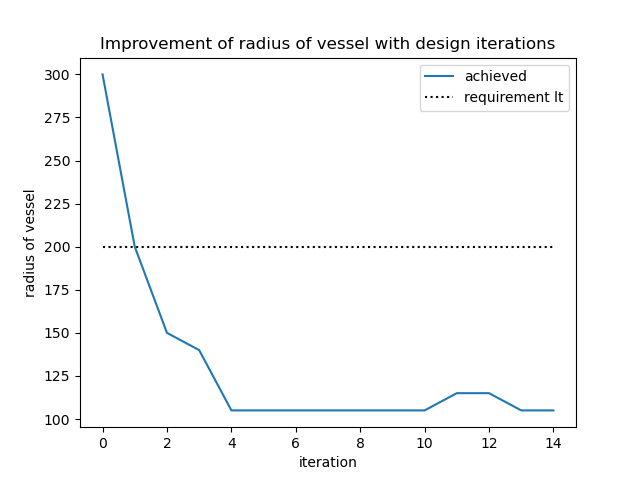 Improvement of radius of vessel with design iterations
achieved
requirement lt
300
275
250
225
200
175
150
125
100
radius of vessel
0 2 4 6 8 10 12 14
iteration